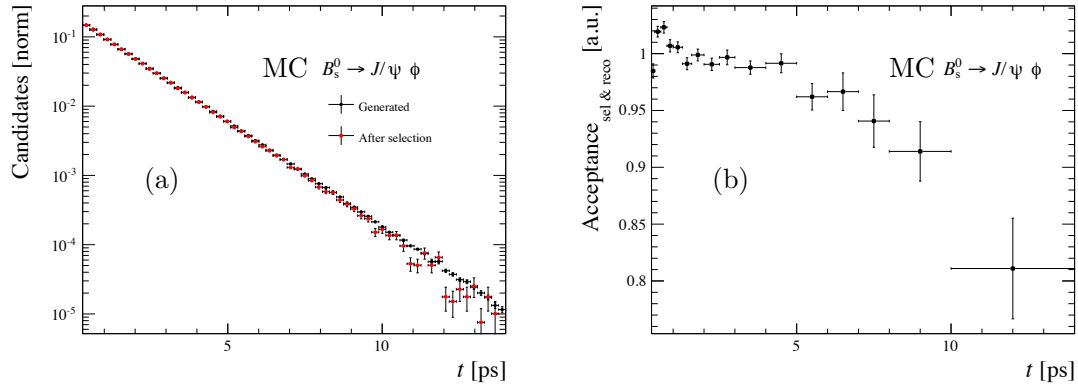 Candidates [norm]
10⁻¹
10⁻²
10⁻³
10⁻⁴
10⁻⁵
MC B⁰ₛ → J/ψ ϕ
Generated
After selection
(a)
5
10
t [ps]
Acceptance sel & reco [a.u.]
1
0.95
0.9
0.85
0.8
MC B⁰ₛ → J/ψ ϕ
(b)
5
10
t [ps]